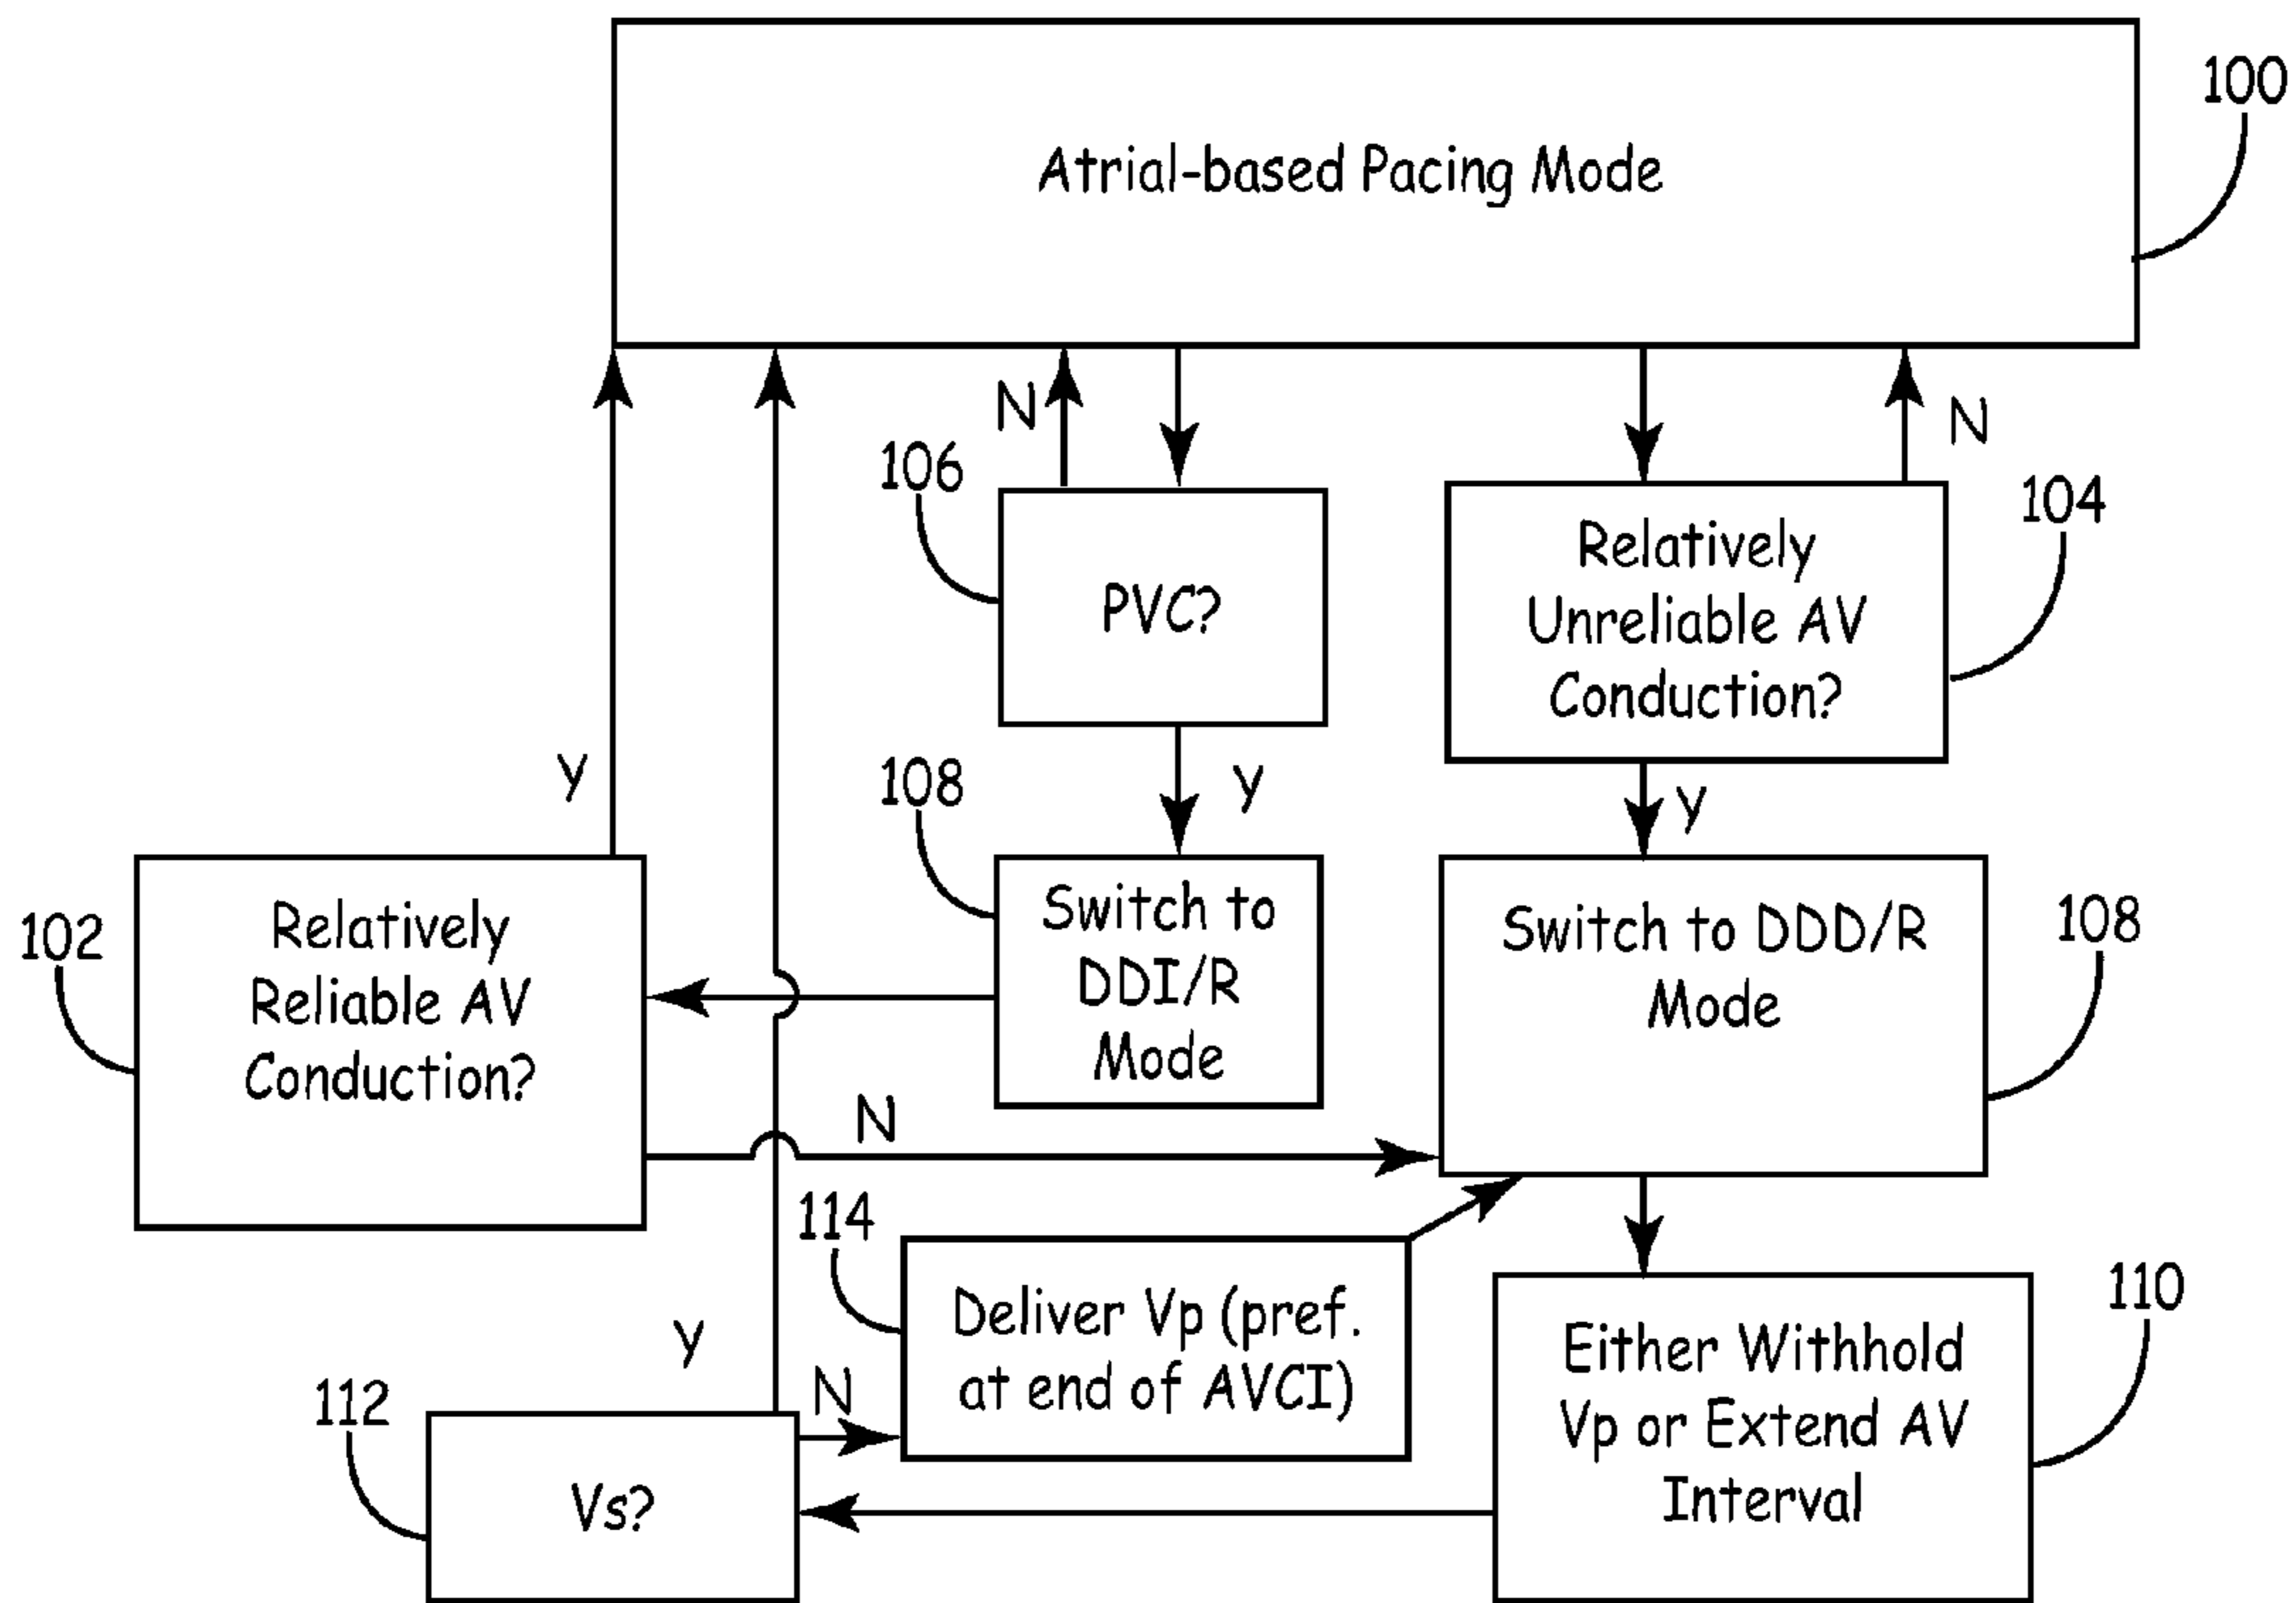 100
Atrial-based Pacing Mode
N
N
106
104
Relatively
Unreliable AV
Conduction?
PVC?
y
108
y
y
102
Relatively
Reliable AV
Conduction?
Switch to
DDI/R
Mode
Switch to DDD/R
Mode
108
N
114
Deliver Vp (pref.
at end of AVCI)
110
Either Withhold
Vp or Extend AV
Interval
y
N
112
Vs?